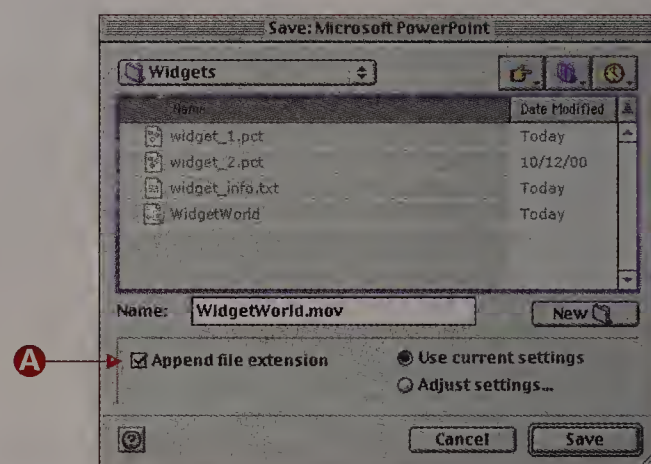 Save: Microsoft PowerPoint
Widgets
Name Date Modified
widget_1.pct Today
widget_2.pct 10/12/00
widget_info.txt Today
WidgetWorld Today
Name: WidgetWorld.mov New
A Append file extension Use current settings
Adjust settings...
? Cancel Save